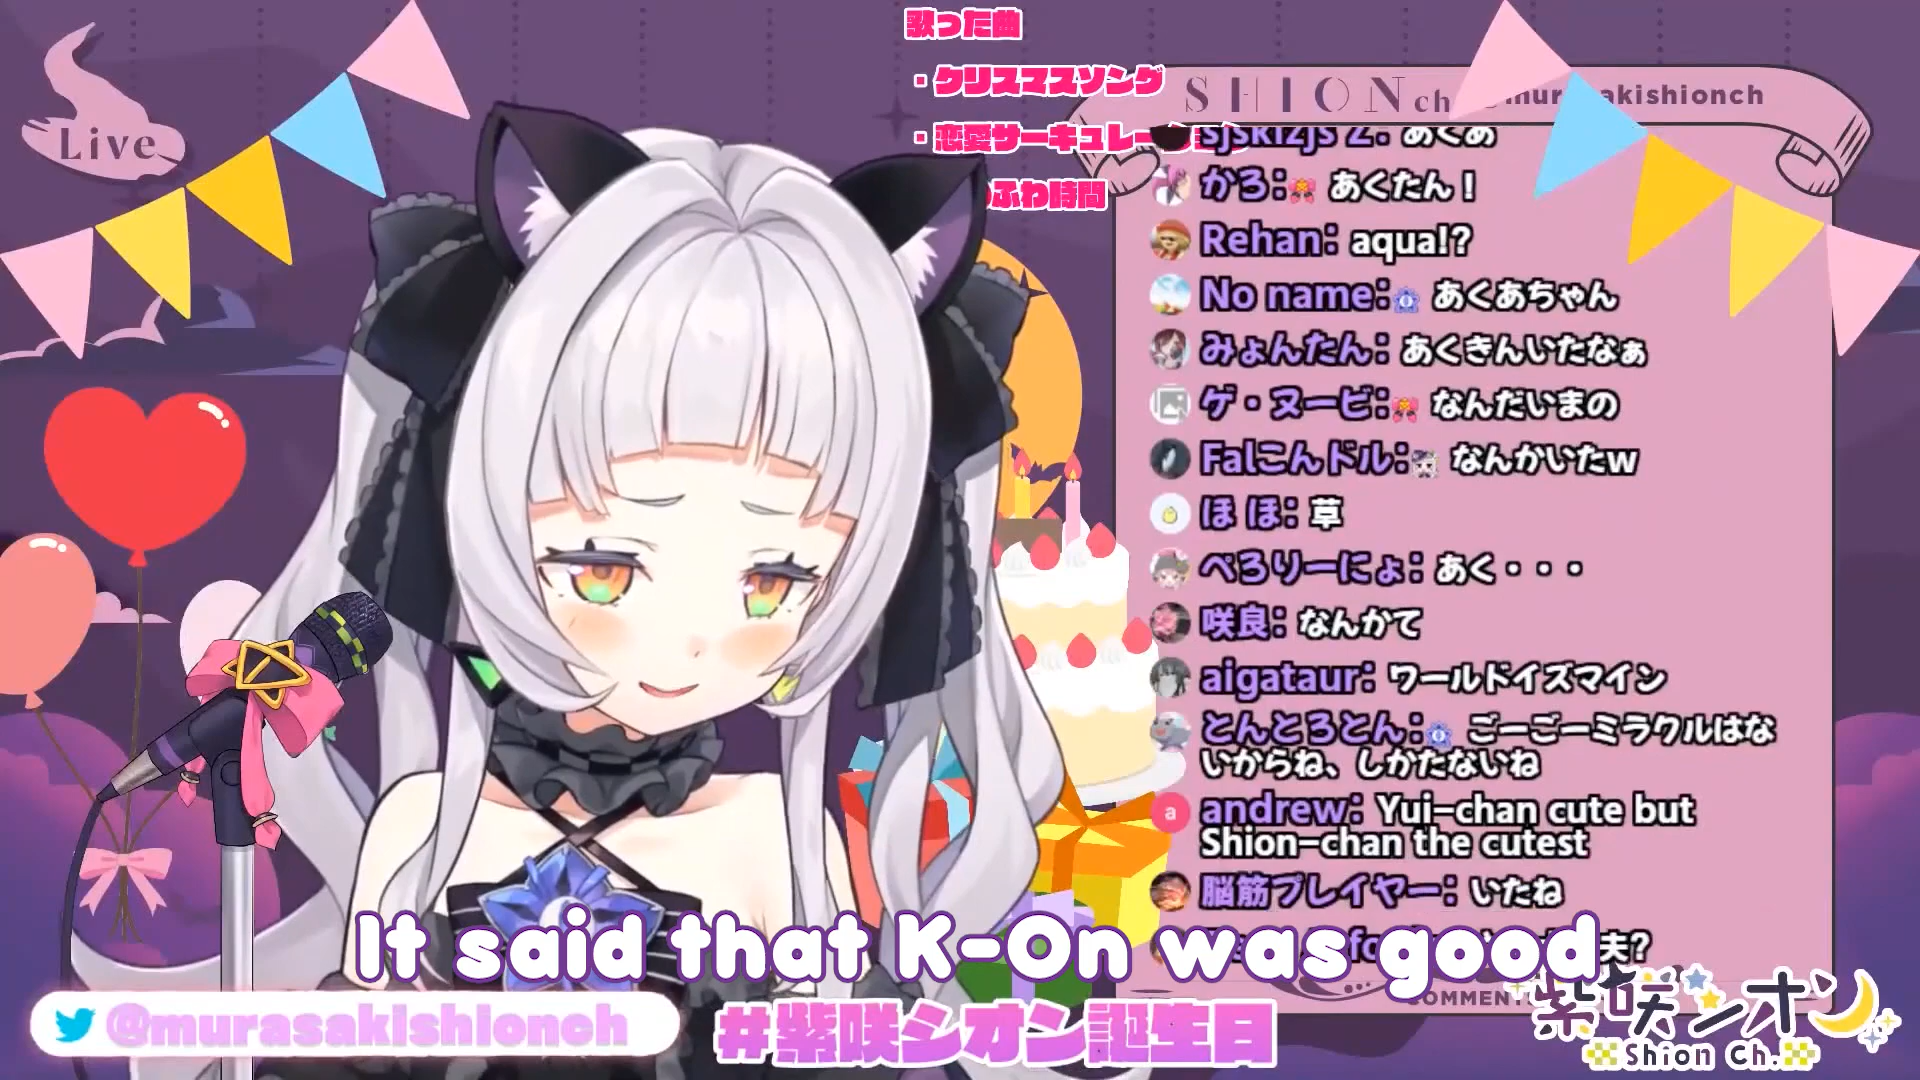 Live
歌った曲
・クリスマスソング
・恋愛サーキュレー
ふわ時間
SHION ch
akishionch
sjskizjs Z: あくあ
かろ: あくたん！
Rehan: aqua!?
No name: あくあちゃん
みょんたん: あくきんいたなぁ
ゲ・ヌービ: なんだいまの
Falこんドル: なんかいたw
ほ ほ: 草
ぺろりーにょ: あく・・・
咲良: なんかて
aigataur: ワールドイズマイン
とんとろとん: ごーごーミラクルはな
いからね、しかたないね
a andrew: Yui-chan cute but
Shion-chan the cutest
脳筋プレイヤー: いたね
夫?
It said that K-On was good
COMMENT
@murasakishionch
#紫咲シオン誕生日
紫咲シオン
Shion Ch.